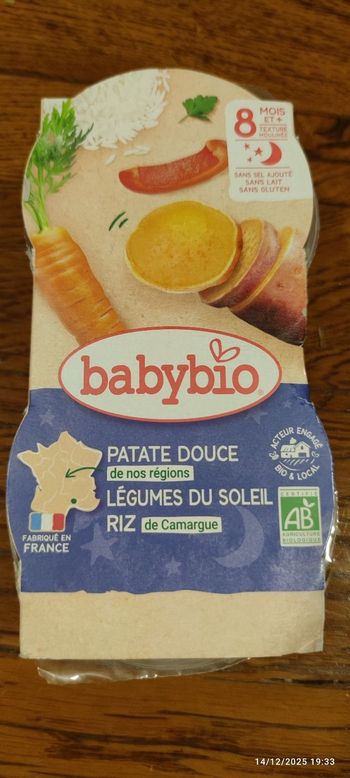 8 MOIS
ET +
TEXTURE
MOULINÉE
SANS SEL AJOUTÉ
SANS LAIT
SANS GLUTEN
babybio
PATATE DOUCE
de nos régions
LÉGUMES DU SOLEIL
RIZ de Camargue
FABRIQUÉ EN
FRANCE
ACTEUR ENGAGÉ
BIO & LOCAL
CERTIFIÉ
AB
AGRICULTURE
BIOLOGIQUE
14/12/2025 19:33